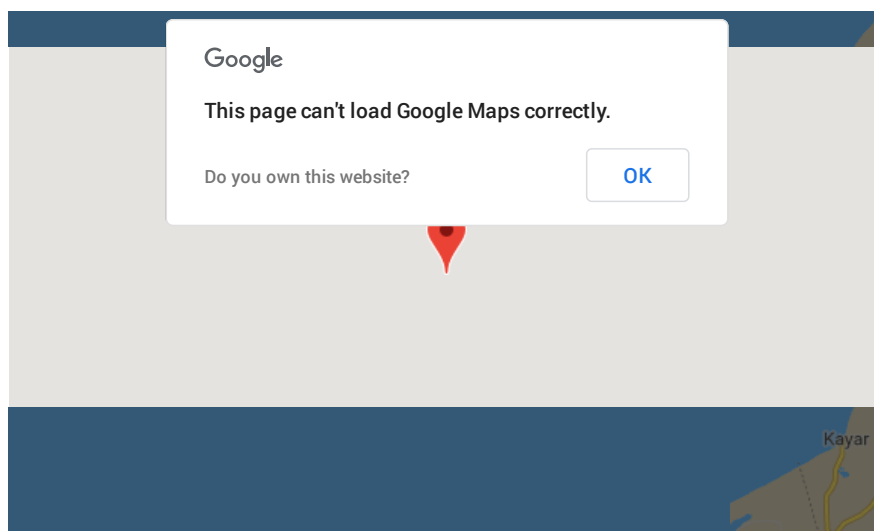 Google
This page can't load Google Maps correctly.
Do you own this website?
OK
Kayar